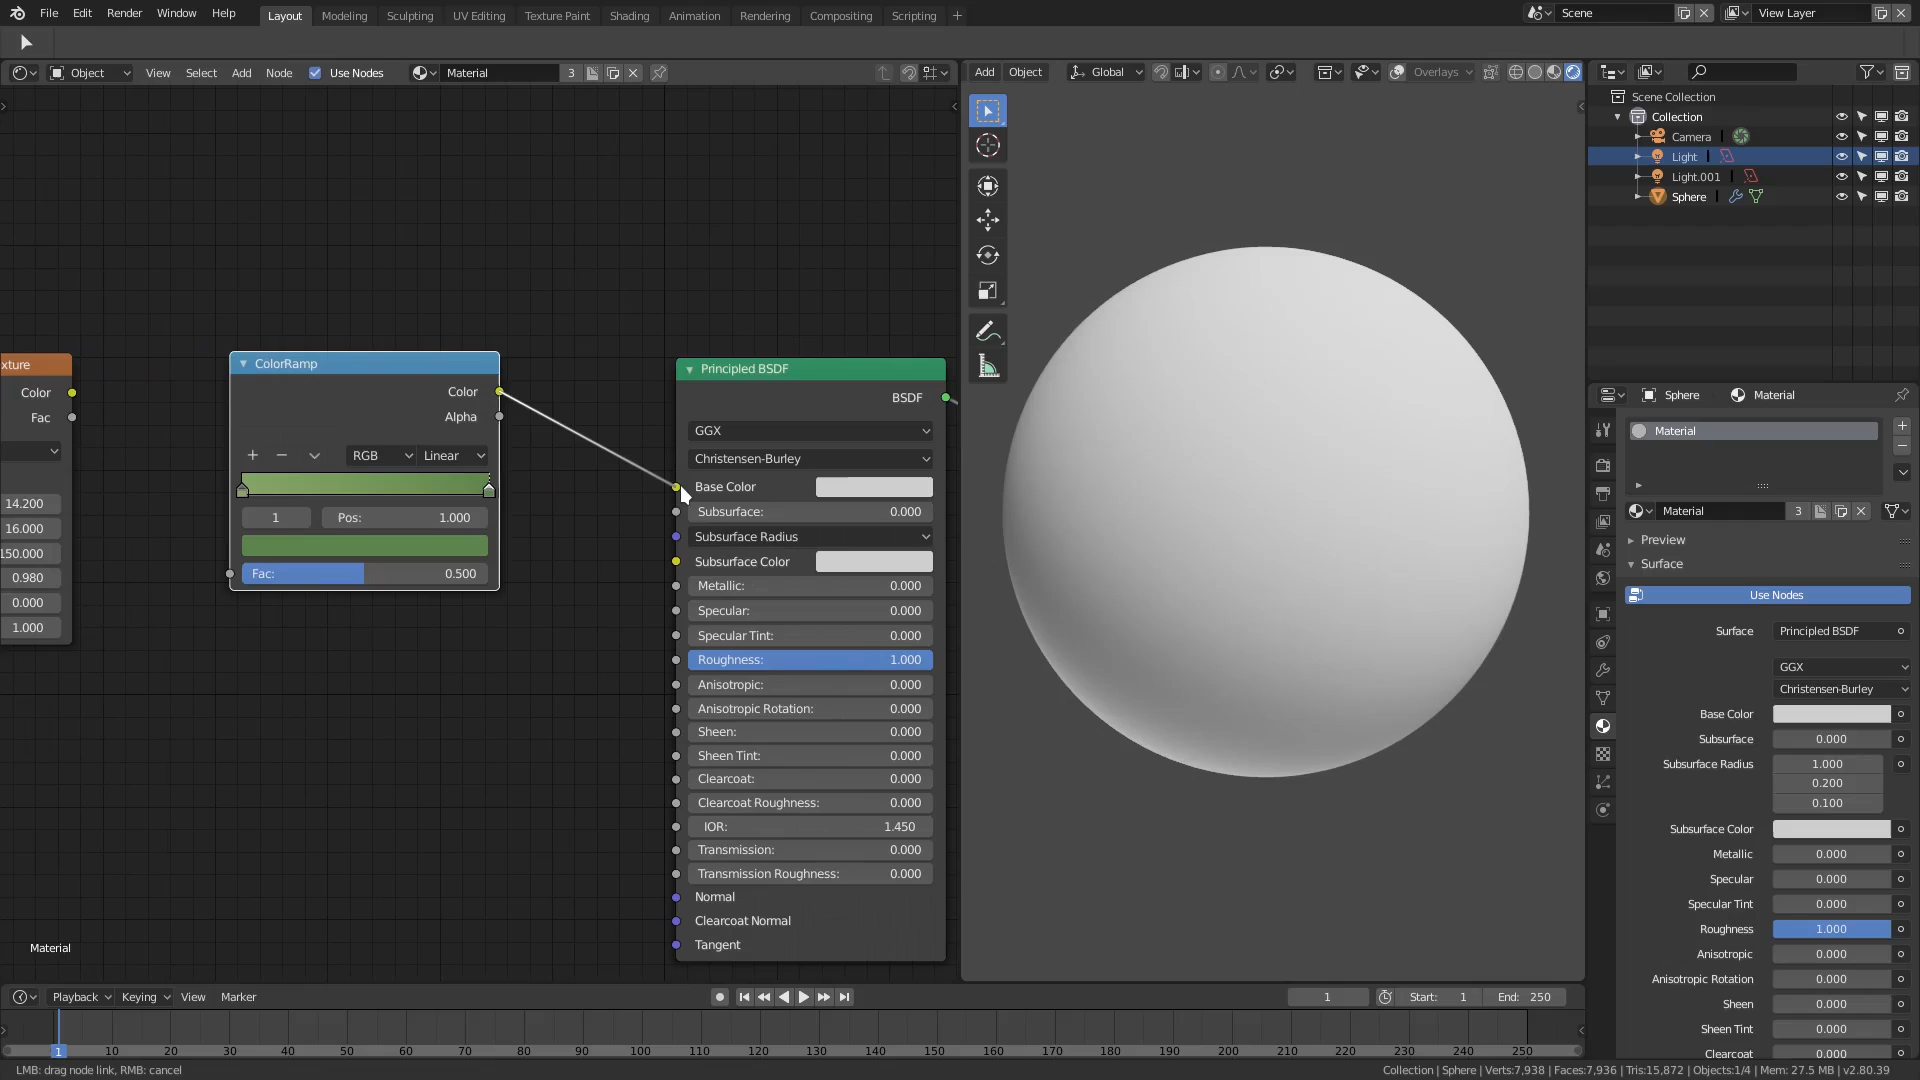 File Edit Render Window Help Layout Modeling Sculpting UV Editing Texture Paint Shading Animation Rendering Compositing Scripting + Scene View Layer
Object View Select Add Node Use Nodes Material 3
Add Object Global Overlays
Scene Collection
Collection
Camera
Light
Light.001
Sphere
xture
Color
Fac
14.200
16.000
150.000
0.980
0.000
1.000
ColorRamp
Color
Alpha
+ − RGB Linear
1 Pos: 1.000
Fac: 0.500
Principled BSDF
BSDF
GGX
Christensen-Burley
Base Color
Subsurface: 0.000
Subsurface Radius
Subsurface Color
Metallic: 0.000
Specular: 0.000
Specular Tint: 0.000
Roughness: 1.000
Anisotropic: 0.000
Anisotropic Rotation: 0.000
Sheen: 0.000
Sheen Tint: 0.000
Clearcoat: 0.000
Clearcoat Roughness: 0.000
IOR: 1.450
Transmission: 0.000
Transmission Roughness: 0.000
Normal
Clearcoat Normal
Tangent
Material
Sphere Material
Material
Material 3
Preview
Surface
Use Nodes
Surface Principled BSDF
GGX
Christensen-Burley
Base Color
Subsurface 0.000
Subsurface Radius 1.000
0.200
0.100
Subsurface Color
Metallic 0.000
Specular 0.000
Specular Tint 0.000
Roughness 1.000
Anisotropic 0.000
Anisotropic Rotation 0.000
Sheen 0.000
Sheen Tint 0.000
Clearcoat 0.000
Playback Keying View Marker 1 Start: 1 End: 250
1 10 20 30 40 50 60 70 80 90 100 110 120 130 140 150 160 170 180 190 200 210 220 230 240 250
LMB: drag node link, RMB: cancel
Collection | Sphere | Verts:7,938 | Faces:7,936 | Tris:15,872 | Objects:1/4 | Mem: 27.5 MB | v2.80.39